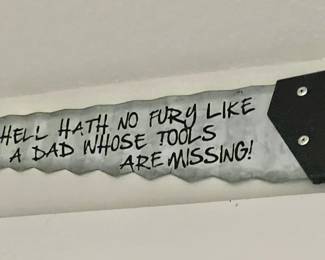 HELL HATH NO FURY LIKE
A DAD WHOSE TOOLS
ARE MISSING!